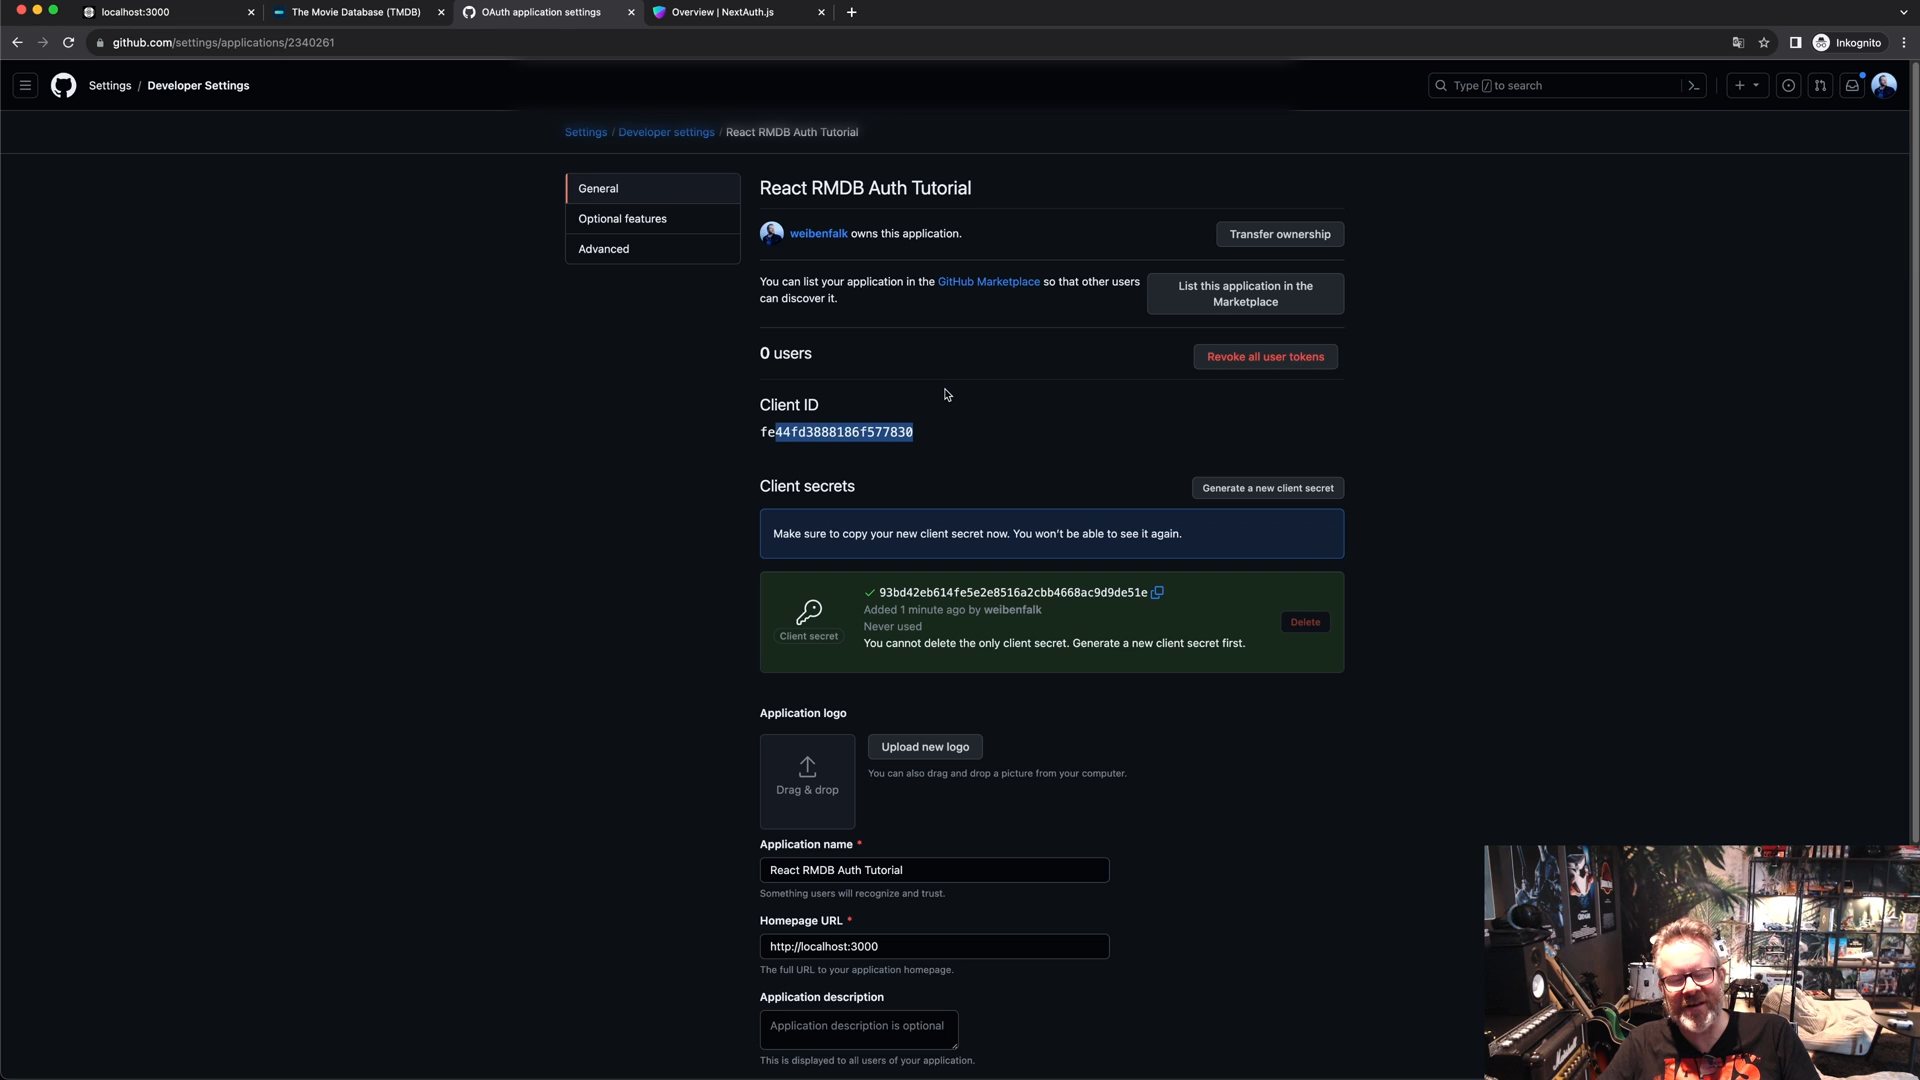 localhost:3000
The Movie Database (TMDB)
OAuth application settings
Overview | NextAuth.js
github.com/settings/applications/2340261
Inkognito
Settings / Developer Settings
Type / to search
Settings / Developer settings / React RMDB Auth Tutorial
General
Optional features
Advanced
React RMDB Auth Tutorial
weibenfalk owns this application.
Transfer ownership
You can list your application in the GitHub Marketplace so that other users
can discover it.
List this application in the
Marketplace
0 users
Revoke all user tokens
Client ID
fe44fd3888186f577830
Client secrets
Generate a new client secret
Make sure to copy your new client secret now. You won't be able to see it again.
Client secret
93bd42eb614fe5e2e8516a2cbb4668ac9d9de51e
Added 1 minute ago by weibenfalk
Never used
You cannot delete the only client secret. Generate a new client secret first.
Delete
Application logo
Drag & drop
Upload new logo
You can also drag and drop a picture from your computer.
Application name *
React RMDB Auth Tutorial
Something users will recognize and trust.
Homepage URL *
http://localhost:3000
The full URL to your application homepage.
Application description
Application description is optional
This is displayed to all users of your application.